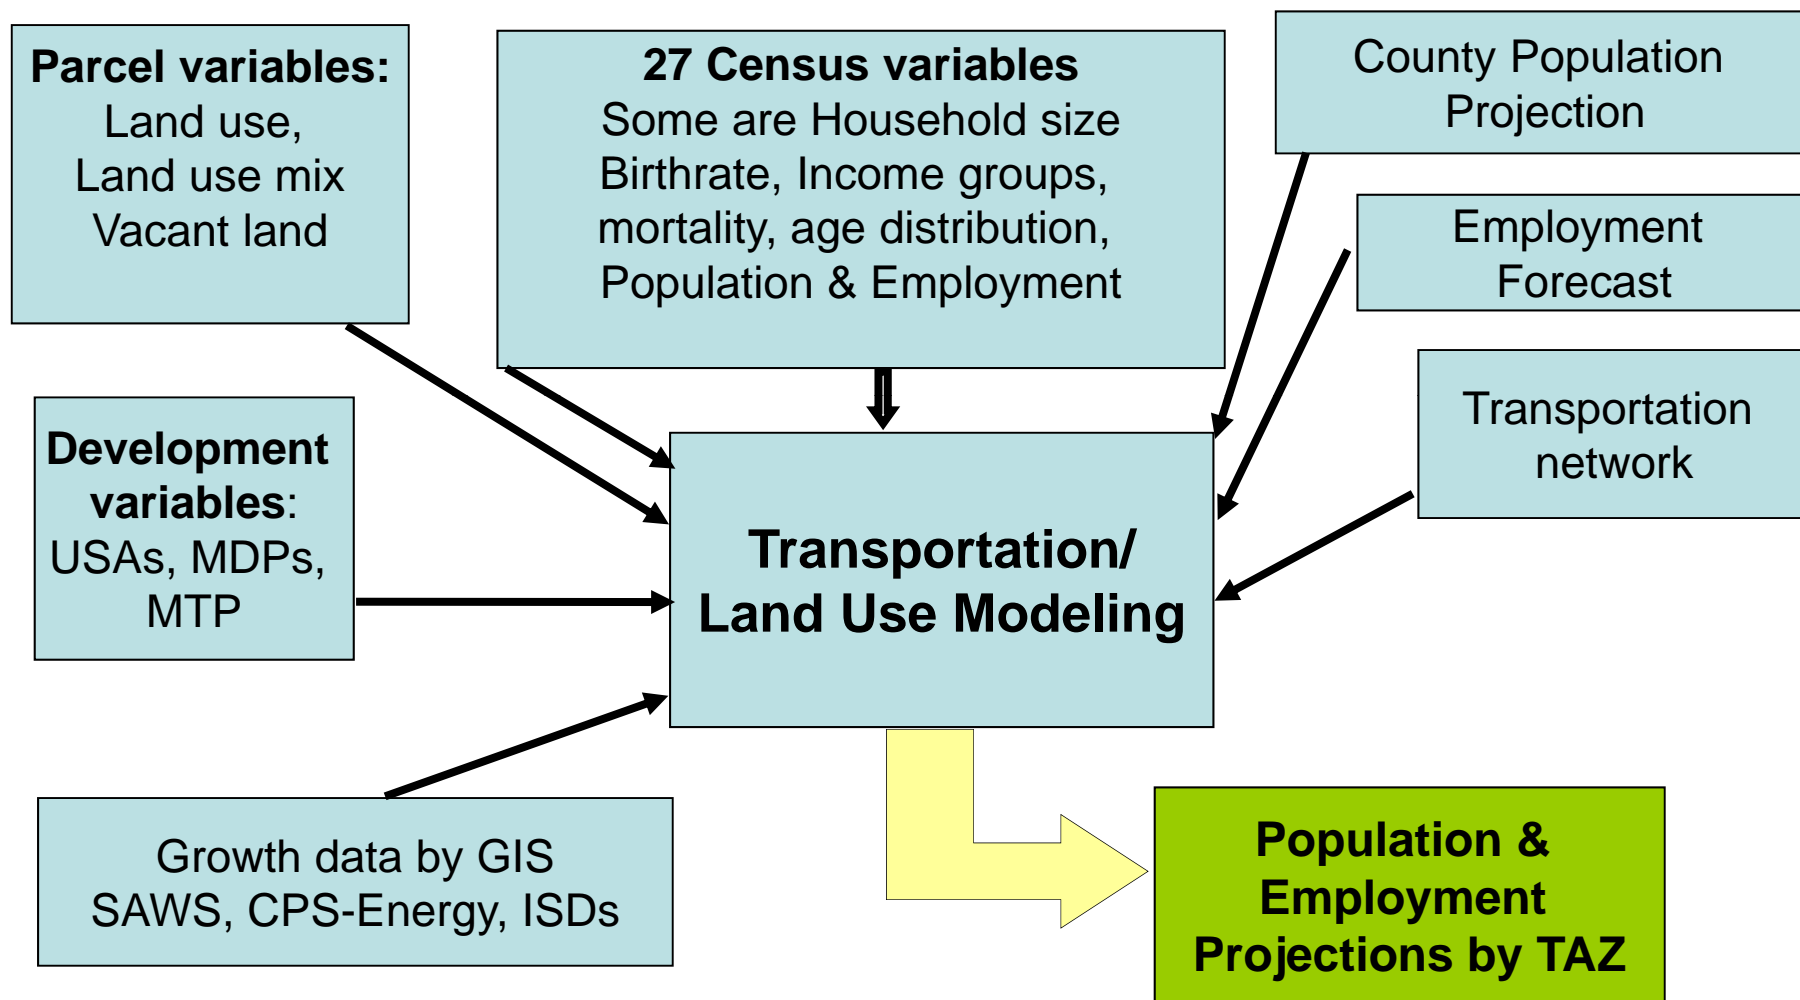 Parcel variables:
Land use,
Land use mix
Vacant land
27 Census variables
Some are Household size
Birthrate, Income groups,
mortality, age distribution,
Population & Employment
County Population
Projection
Employment
Forecast
Transportation
network
Development
variables:
USAs, MDPs,
MTP
Transportation/
Land Use Modeling
Growth data by GIS
SAWS, CPS-Energy, ISDs
Population &
Employment
Projections by TAZ